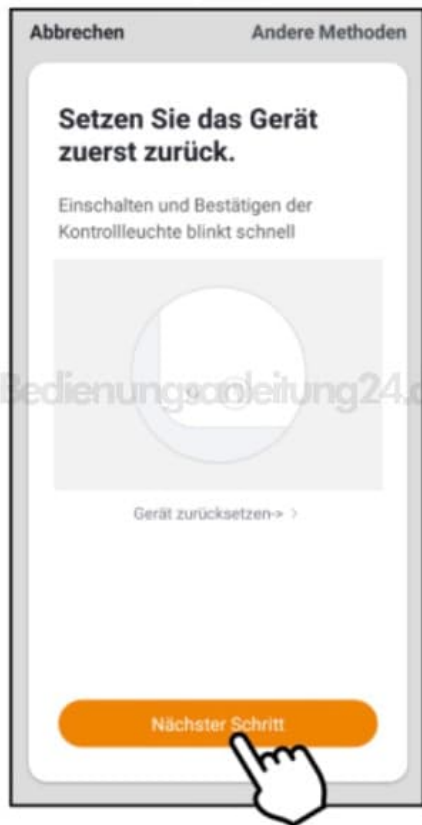 Abbrechen Andere Methoden
Setzen Sie das Gerät
zuerst zurück.
Einschalten und Bestätigen der
Kontrollleuchte blinkt schnell
Bedienungsanleitung24.d
Gerät zurücksetzen-> >
Nächster Schritt